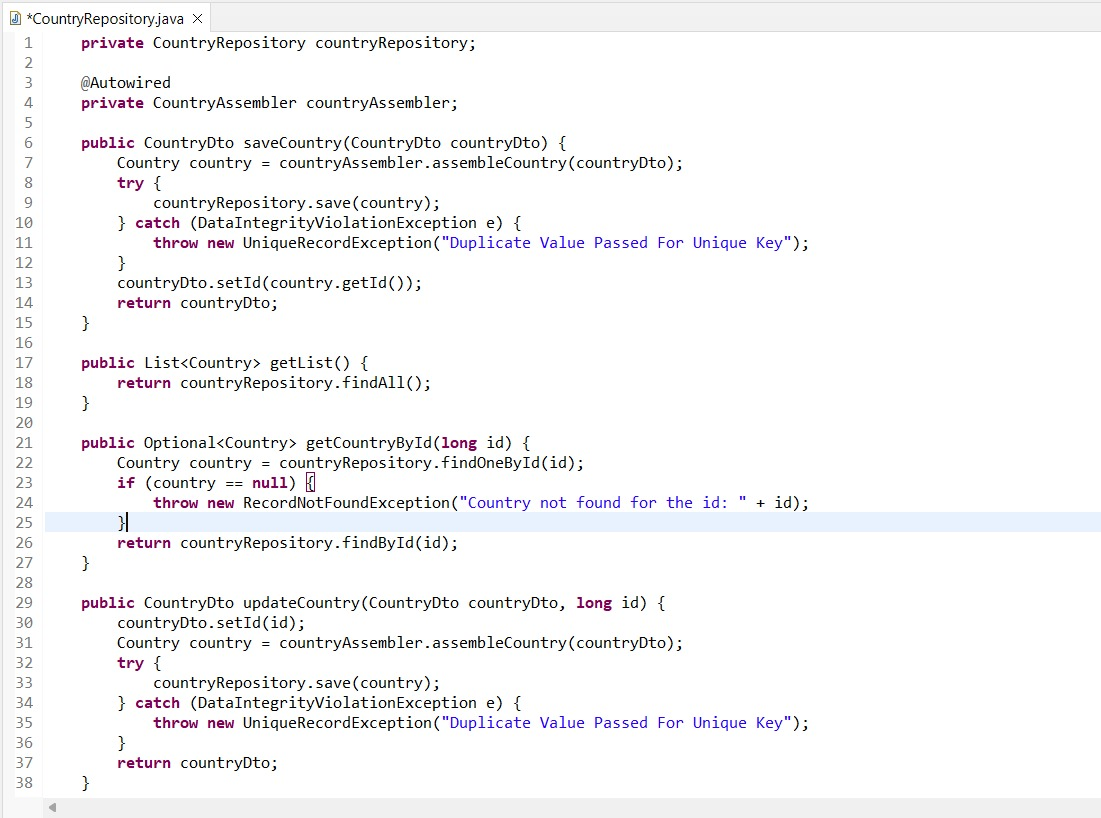 *CountryRepository.java
1 private CountryRepository countryRepository;
2
3 @Autowired
4 private CountryAssembler countryAssembler;
5
6 public CountryDto saveCountry(CountryDto countryDto) {
7 Country country = countryAssembler.assembleCountry(countryDto);
8 try {
9 countryRepository.save(country);
10 } catch (DataIntegrityViolationException e) {
11 throw new UniqueRecordException("Duplicate Value Passed For Unique Key");
12 }
13 countryDto.setId(country.getId());
14 return countryDto;
15 }
16
17 public List<Country> getList() {
18 return countryRepository.findAll();
19 }
20
21 public Optional<Country> getCountryById(long id) {
22 Country country = countryRepository.findOneById(id);
23 if (country == null) {
24 throw new RecordNotFoundException("Country not found for the id: " + id);
25 }
26 return countryRepository.findById(id);
27 }
28
29 public CountryDto updateCountry(CountryDto countryDto, long id) {
30 countryDto.setId(id);
31 Country country = countryAssembler.assembleCountry(countryDto);
32 try {
33 countryRepository.save(country);
34 } catch (DataIntegrityViolationException e) {
35 throw new UniqueRecordException("Duplicate Value Passed For Unique Key");
36 }
37 return countryDto;
38 }